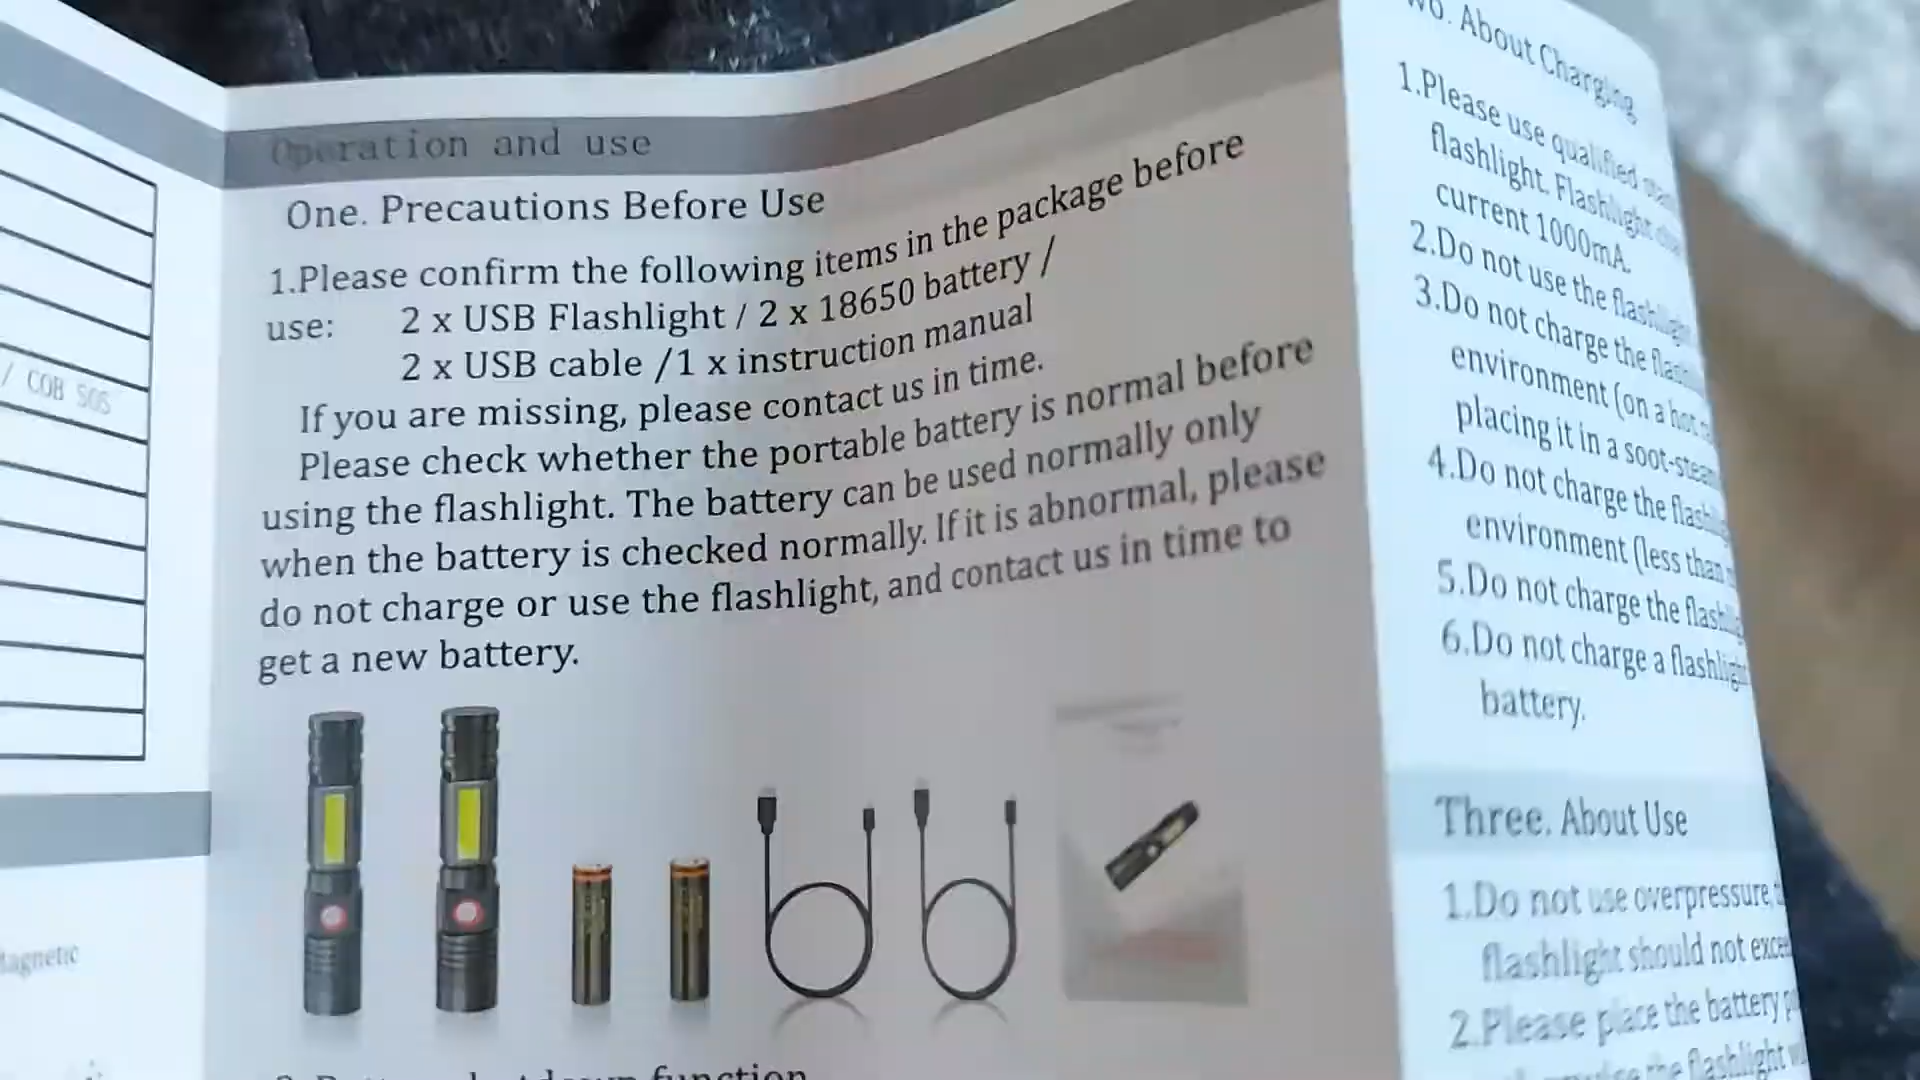 / COB SOS
Magnetic
Operation and use
One. Precautions Before Use
1.Please confirm the following items in the package before
use: 2 x USB Flashlight / 2 x 18650 battery /
2 x USB cable /1 x instruction manual
If you are missing, please contact us in time.
Please check whether the portable battery is normal before
using the flashlight. The battery can be used normally only
when the battery is checked normally. If it is abnormal, please
do not charge or use the flashlight, and contact us in time to
get a new battery.
function
About Charging
1.Please use qualified
flashlight. Flashlight
current 1000mA.
2.Do not use the flashlight
3.Do not charge the
environment (on a hot
placing it in a
4.Do not charge the
environment (less than
5.Do not charge the
6.Do not charge a flashlight
battery.
Three. About Use
1.Do not use overpressure,
flashlight should not
2.Please place the battery
the flashlight